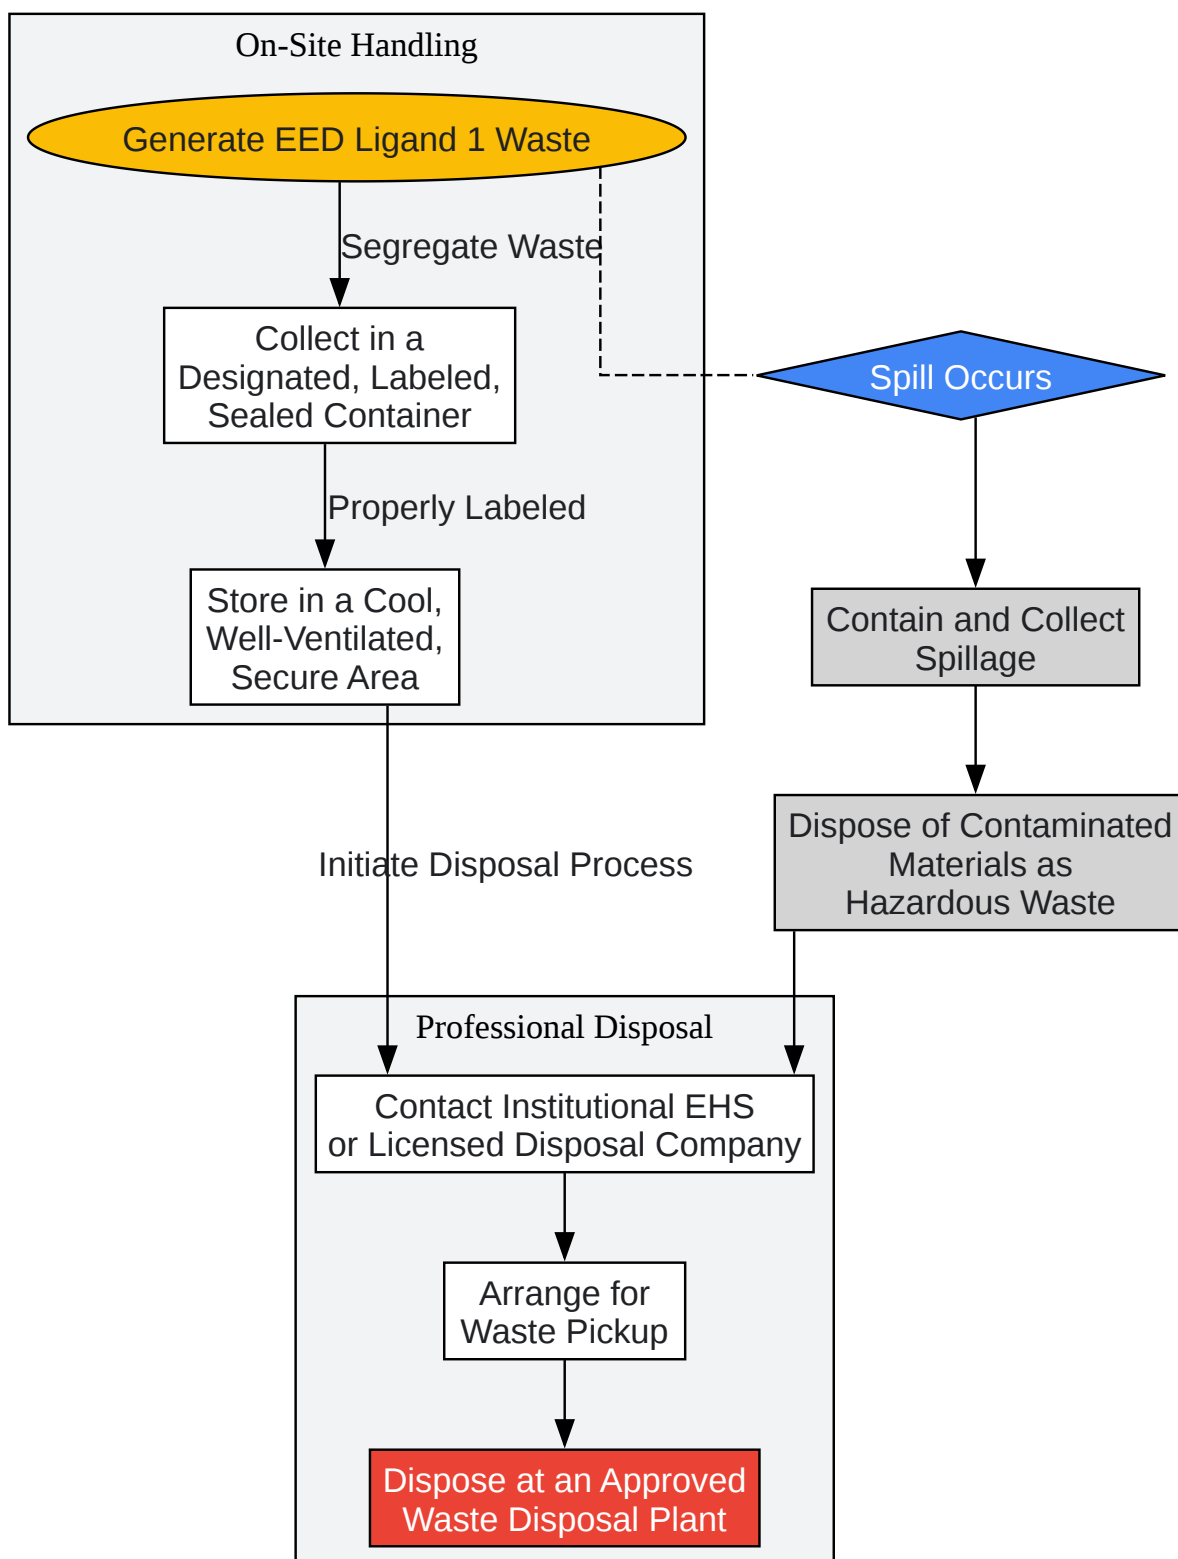 On-Site Handling
Generate EED Ligand 1 Waste
Segregate Waste
Collect in a
Designated, Labeled,
Sealed Container
Properly Labeled
Store in a Cool,
Well-Ventilated,
Secure Area
Spill Occurs
Contain and Collect
Spillage
Dispose of Contaminated
Materials as
Hazardous Waste
Initiate Disposal Process
Professional Disposal
Contact Institutional EHS
or Licensed Disposal Company
Arrange for
Waste Pickup
Dispose at an Approved
Waste Disposal Plant